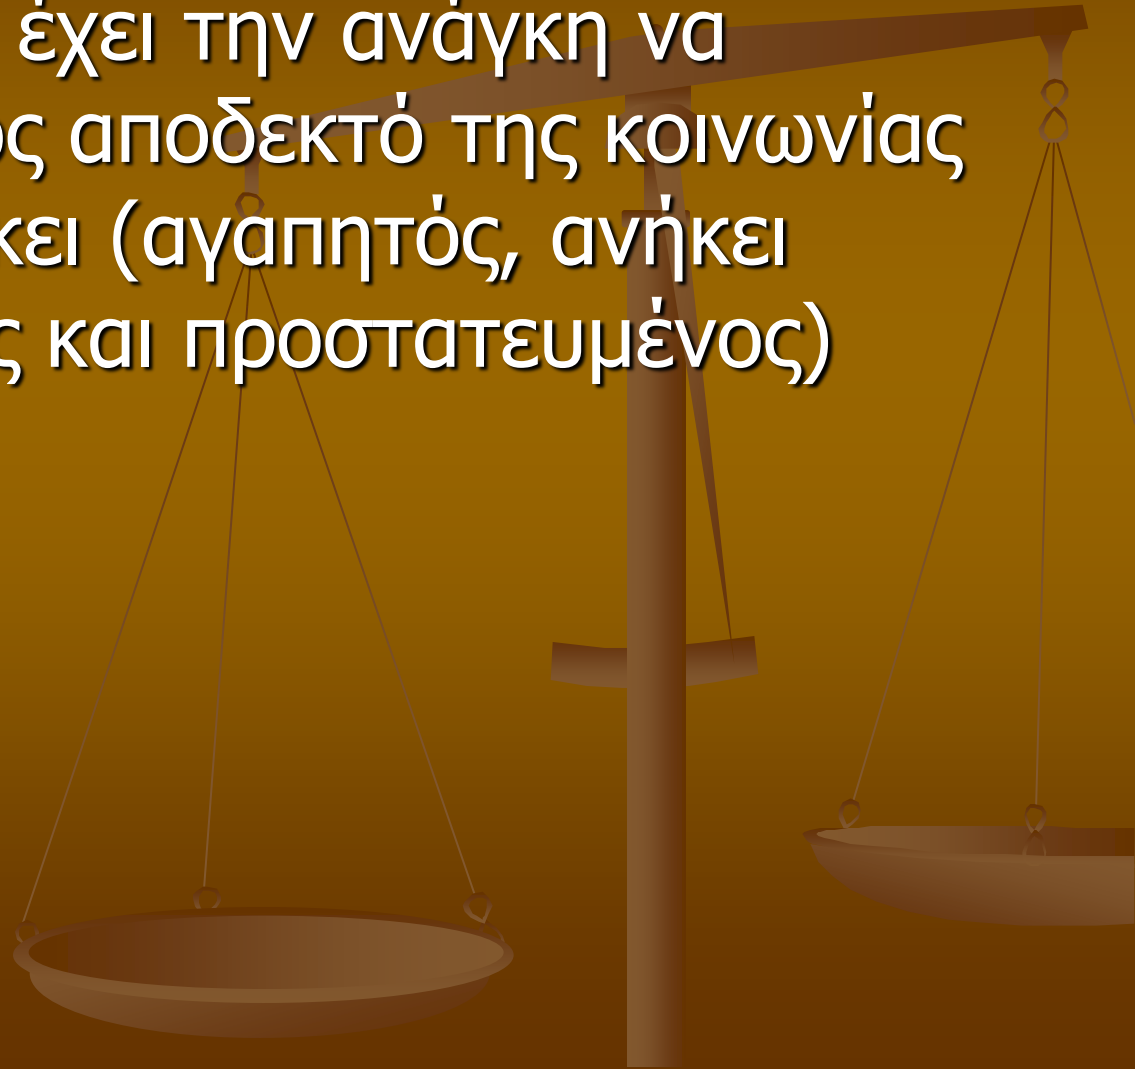 έχει την ανάγκη να
αποδεκτό της κοινωνίας
(αγαπητός, ανήκει
και προστατευμένος)